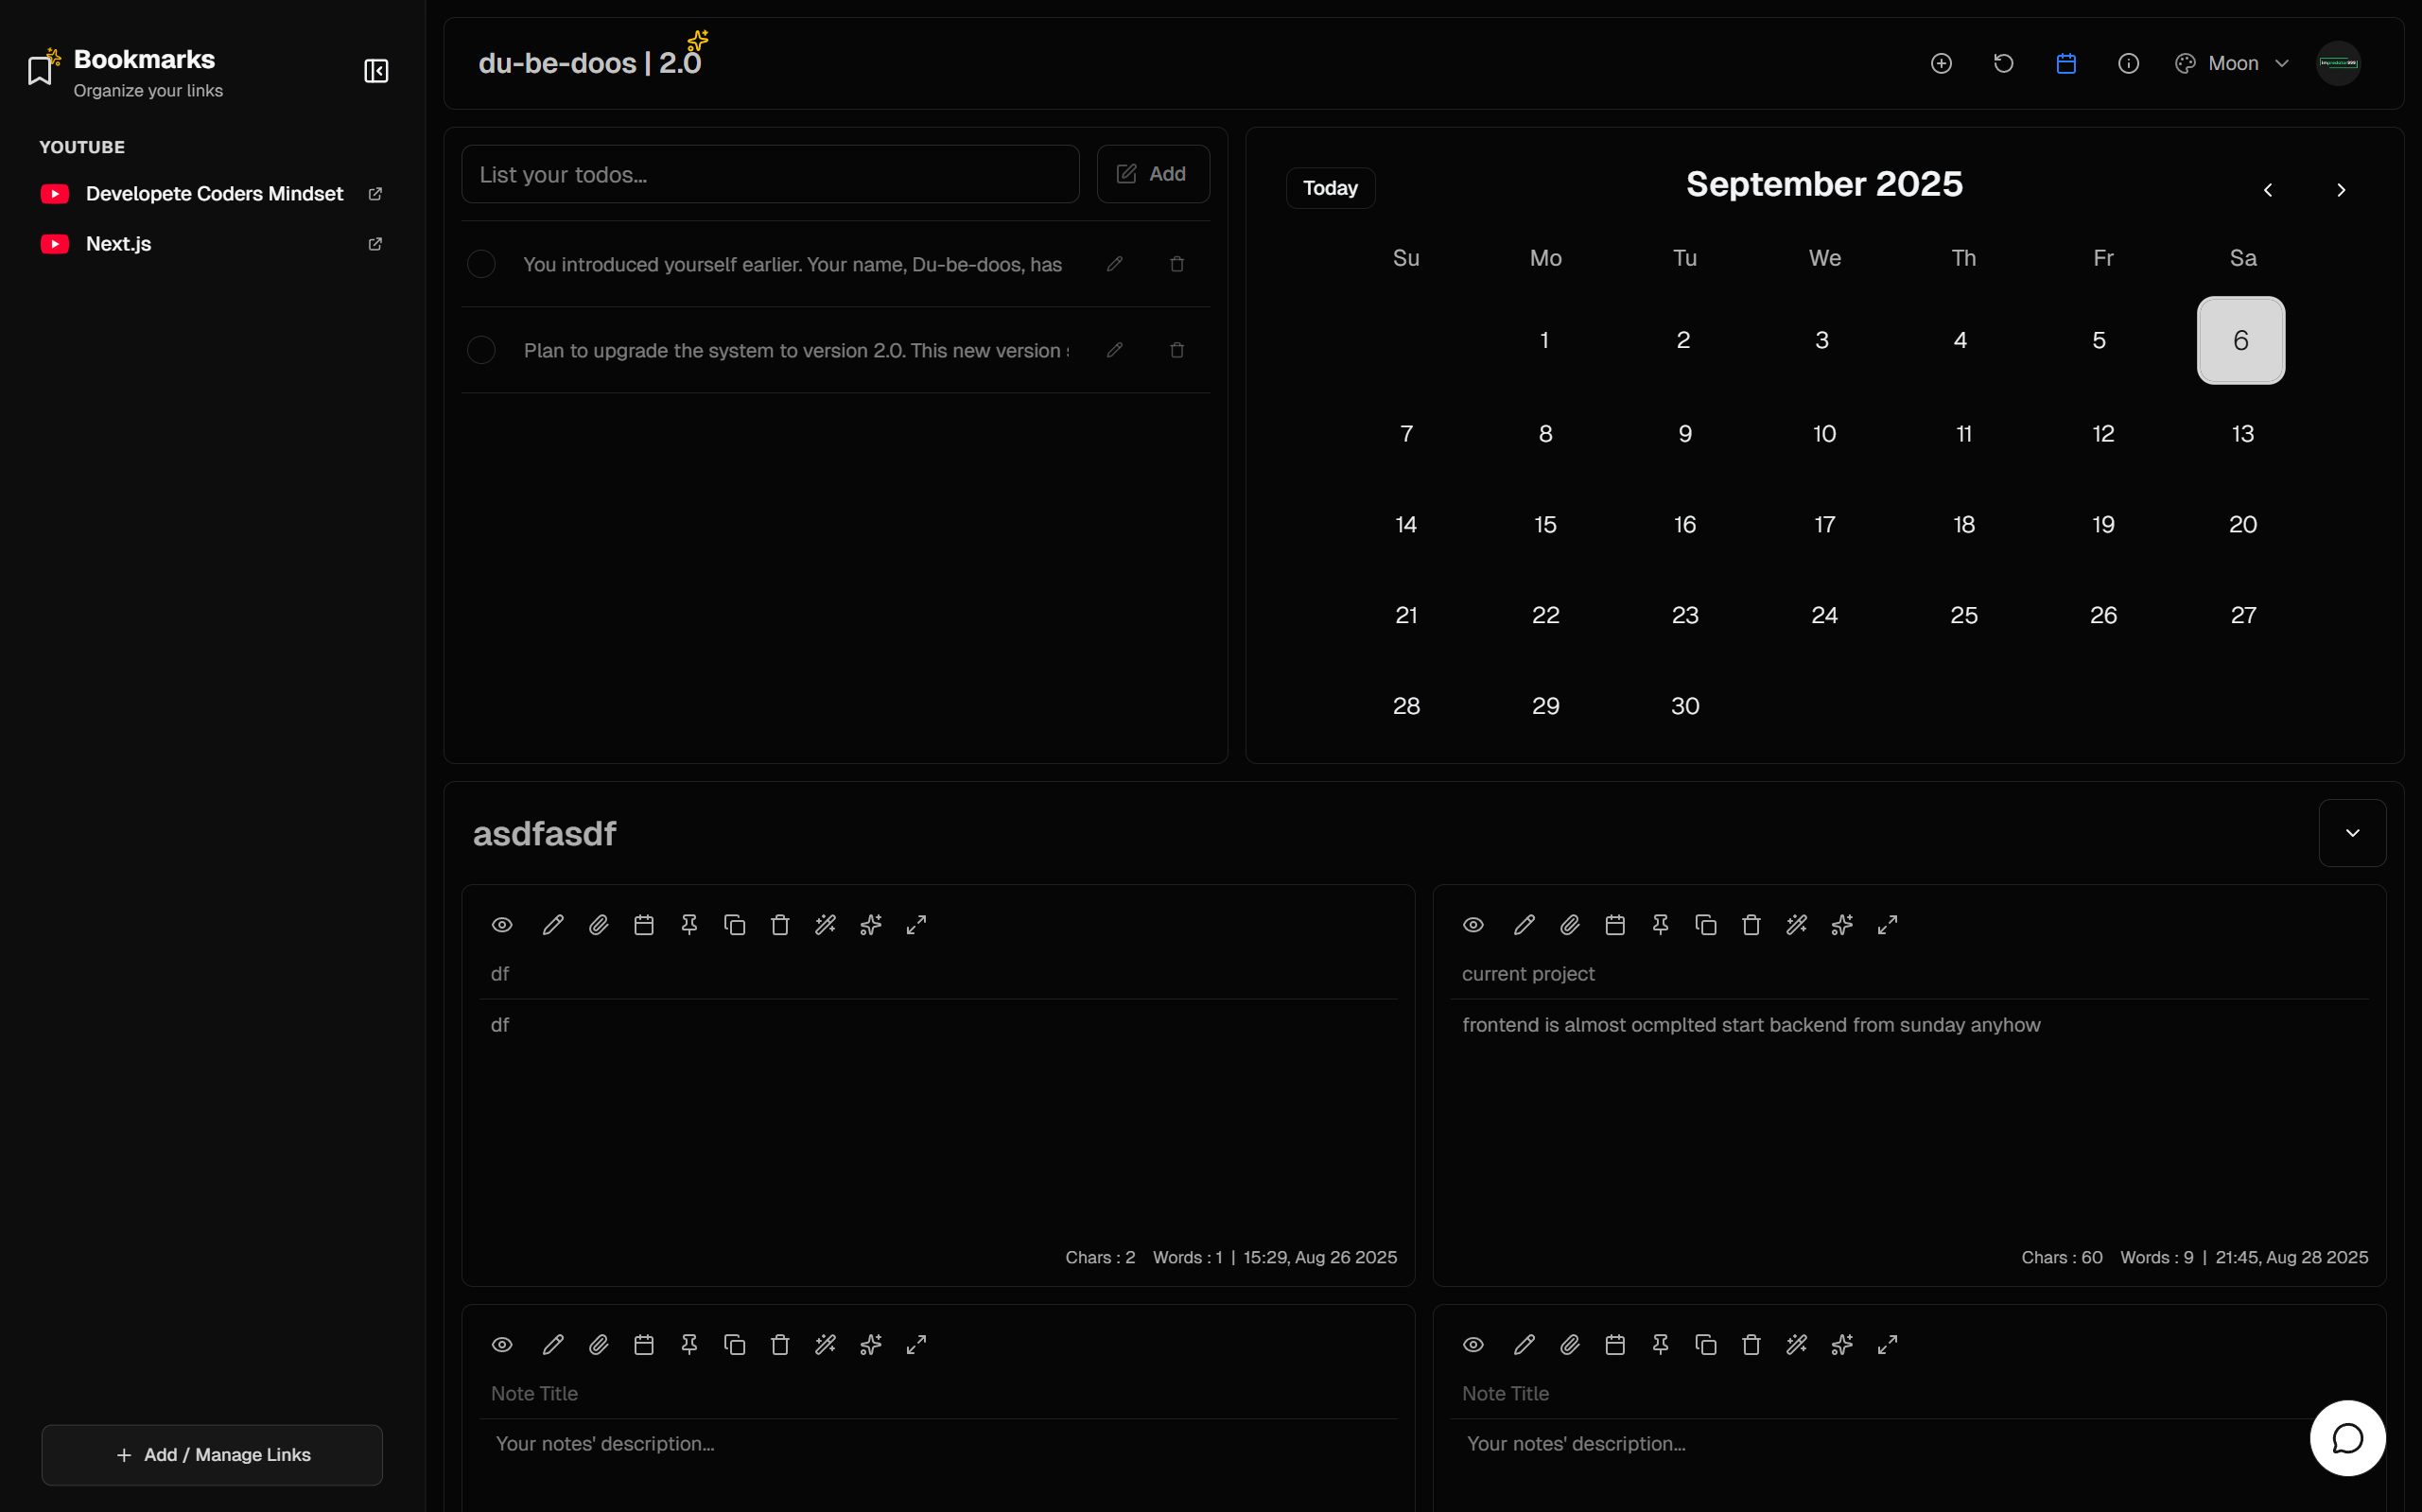 Bookmarks
Organize your links
YOUTUBE
Developete Coders Mindset
Next.js
Add / Manage Links
du-be-doos | 2.0
Moon
List your todos...
Add
You introduced yourself earlier. Your name, Du-be-doos, has
Plan to upgrade the system to version 2.0. This new version
Today
September 2025
Su Mo Tu We Th Fr Sa
1 2 3 4 5 6
7 8 9 10 11 12 13
14 15 16 17 18 19 20
21 22 23 24 25 26 27
28 29 30
asdfasdf
df
df
Chars : 2 Words : 1 | 15:29, Aug 26 2025
current project
frontend is almost ocmplted start backend from sunday anyhow
Chars : 60 Words : 9 | 21:45, Aug 28 2025
Note Title
Your notes' description...
Note Title
Your notes' description...